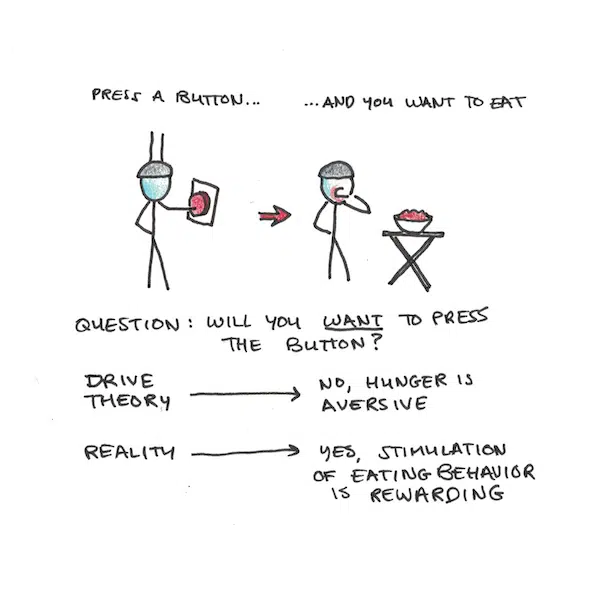 PRESS A BUTTON...
...AND YOU WANT TO EAT
QUESTION: WILL YOU WANT TO PRESS
THE BUTTON?
DRIVE
THEORY
NO, HUNGER IS
AVERSIVE
REALITY
YES, STIMULATION
OF EATING BEHAVIOR
IS REWARDING